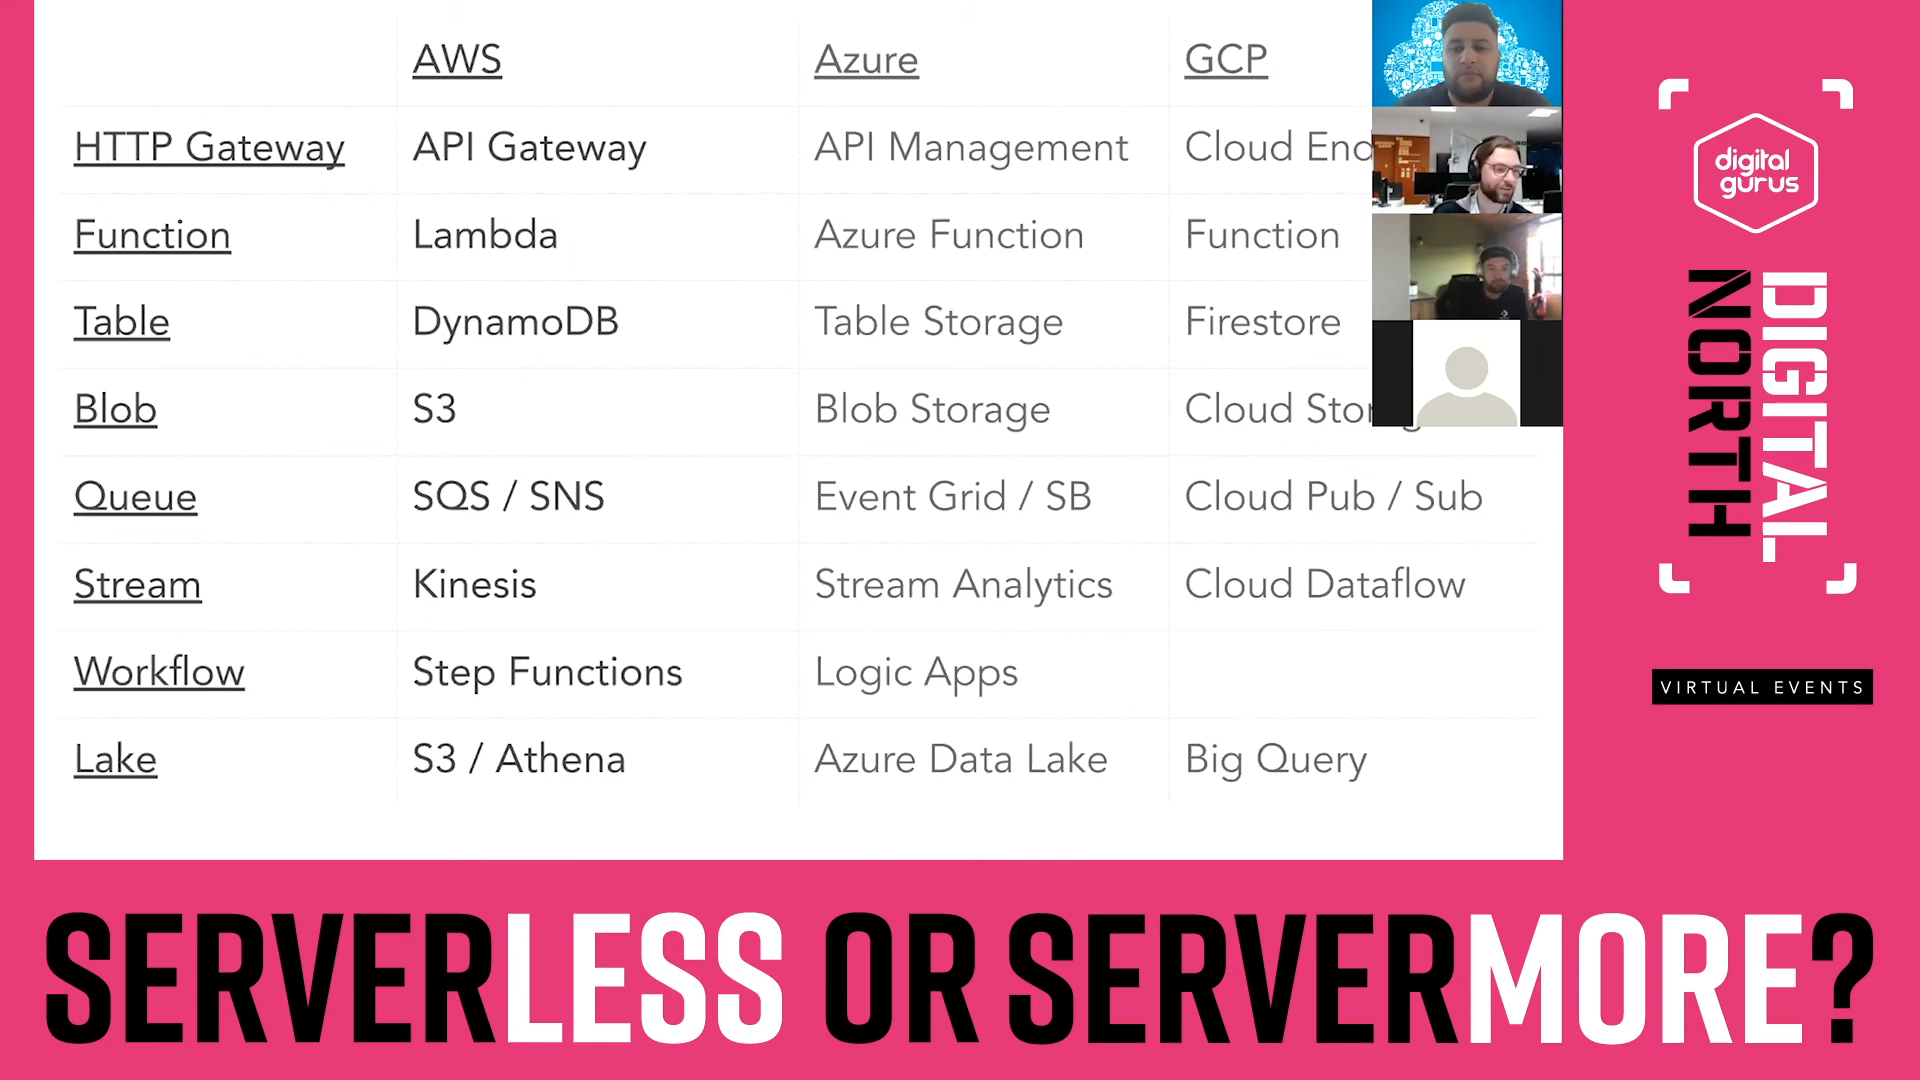 AWS Azure GCP
HTTP Gateway API Gateway API Management Cloud
Function Lambda Azure Function Function
Table DynamoDB Table Storage Firestore
Blob S3 Blob Storage Cloud
Queue SQS / SNS Event Grid / SB Cloud Pub / Sub
Stream Kinesis Stream Analytics Cloud Dataflow
Workflow Step Functions Logic Apps
Lake S3 / Athena Azure Data Lake Big Query
digital
gurus
DIGITAL
NORTH
VIRTUAL EVENTS
SERVERLESS OR SERVERMORE?